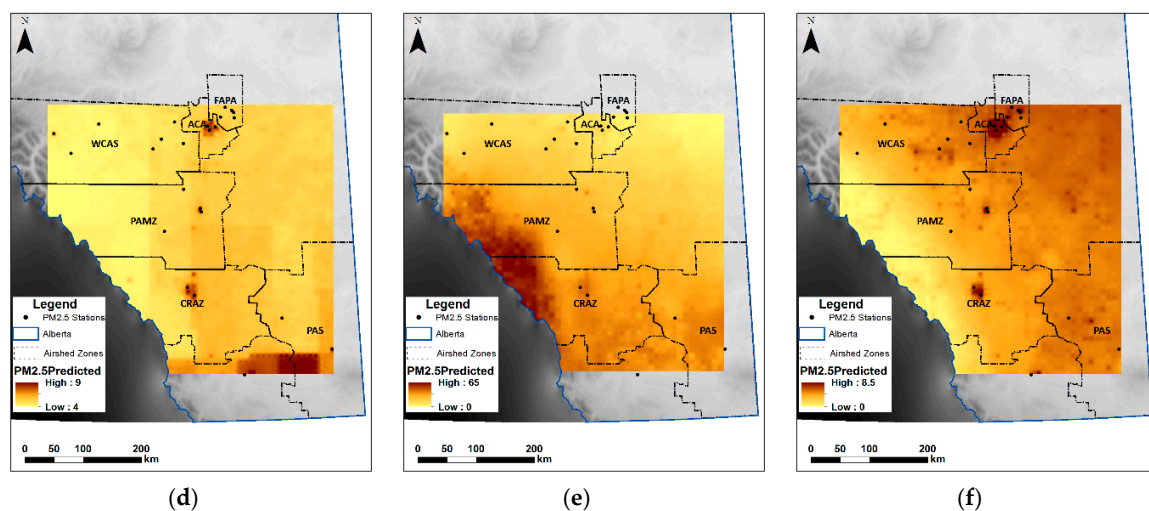 N
FAPA
ACA
WCAS
PAMZ
CRAZ
PAS
Legend
PM2.5 Stations
Alberta
Airshed Zones
PM2.5Predicted
High : 9
Low : 4
0 50 100 200
km
(d)
N
FAPA
ACA
WCAS
PAMZ
CRAZ
PAS
Legend
PM2.5 Stations
Alberta
Airshed Zones
PM2.5Predicted
High : 65
Low : 0
0 50 100 200
km
(e)
N
FAPA
ACA
WCAS
PAMZ
CRAZ
PAS
Legend
PM2.5 Stations
Alberta
Airshed Zones
PM2.5Predicted
High : 8.5
Low : 0
0 50 100 200
km
(f)